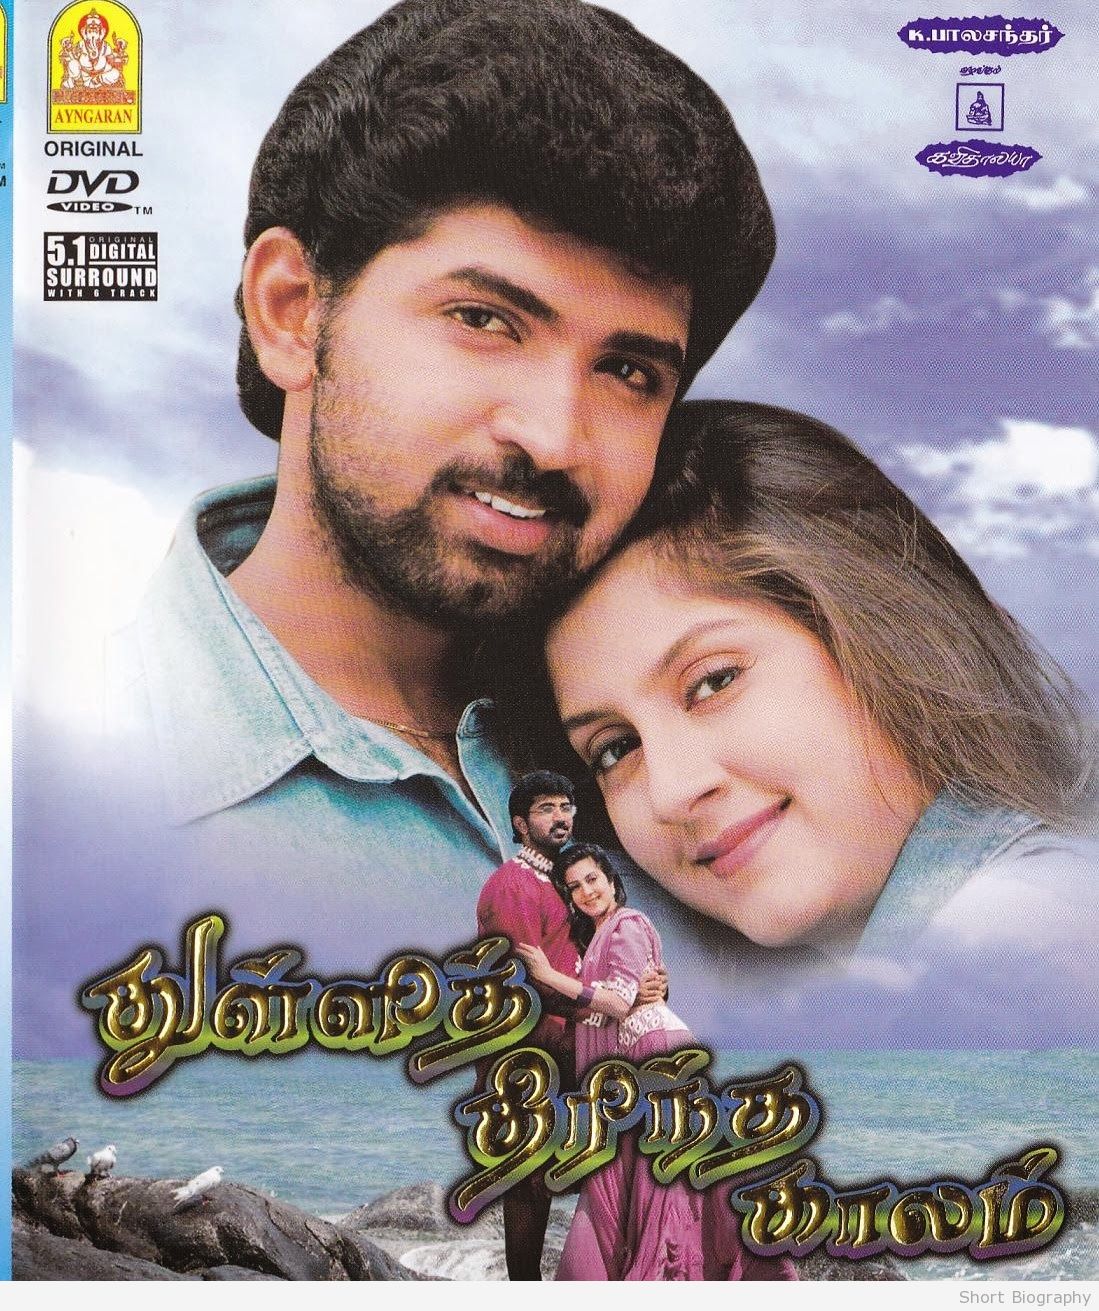 AYNGARAN
ORIGINAL
DVD
VIDEO TM
5.1 ORIGINAL DIGITAL
SURROUND
WITH 6 TRACK
க.பாலசந்தர்
கவிதாலயா
துள்ளித்
திரிந்த
காலம்
Short Biography